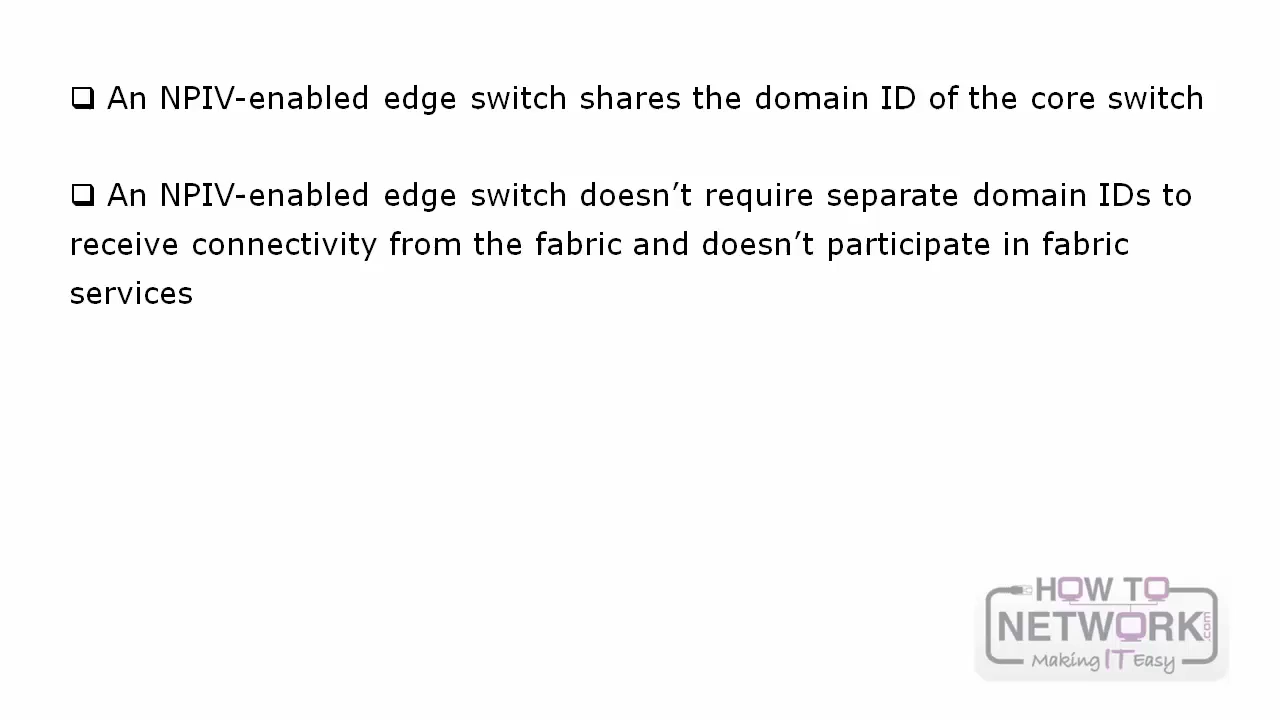 ❑ An NPIV-enabled edge switch shares the domain ID of the core switch
❑ An NPIV-enabled edge switch doesn’t require separate domain IDs to
receive connectivity from the fabric and doesn’t participate in fabric
services
HOW TO
NETWORK.com
Making IT Easy